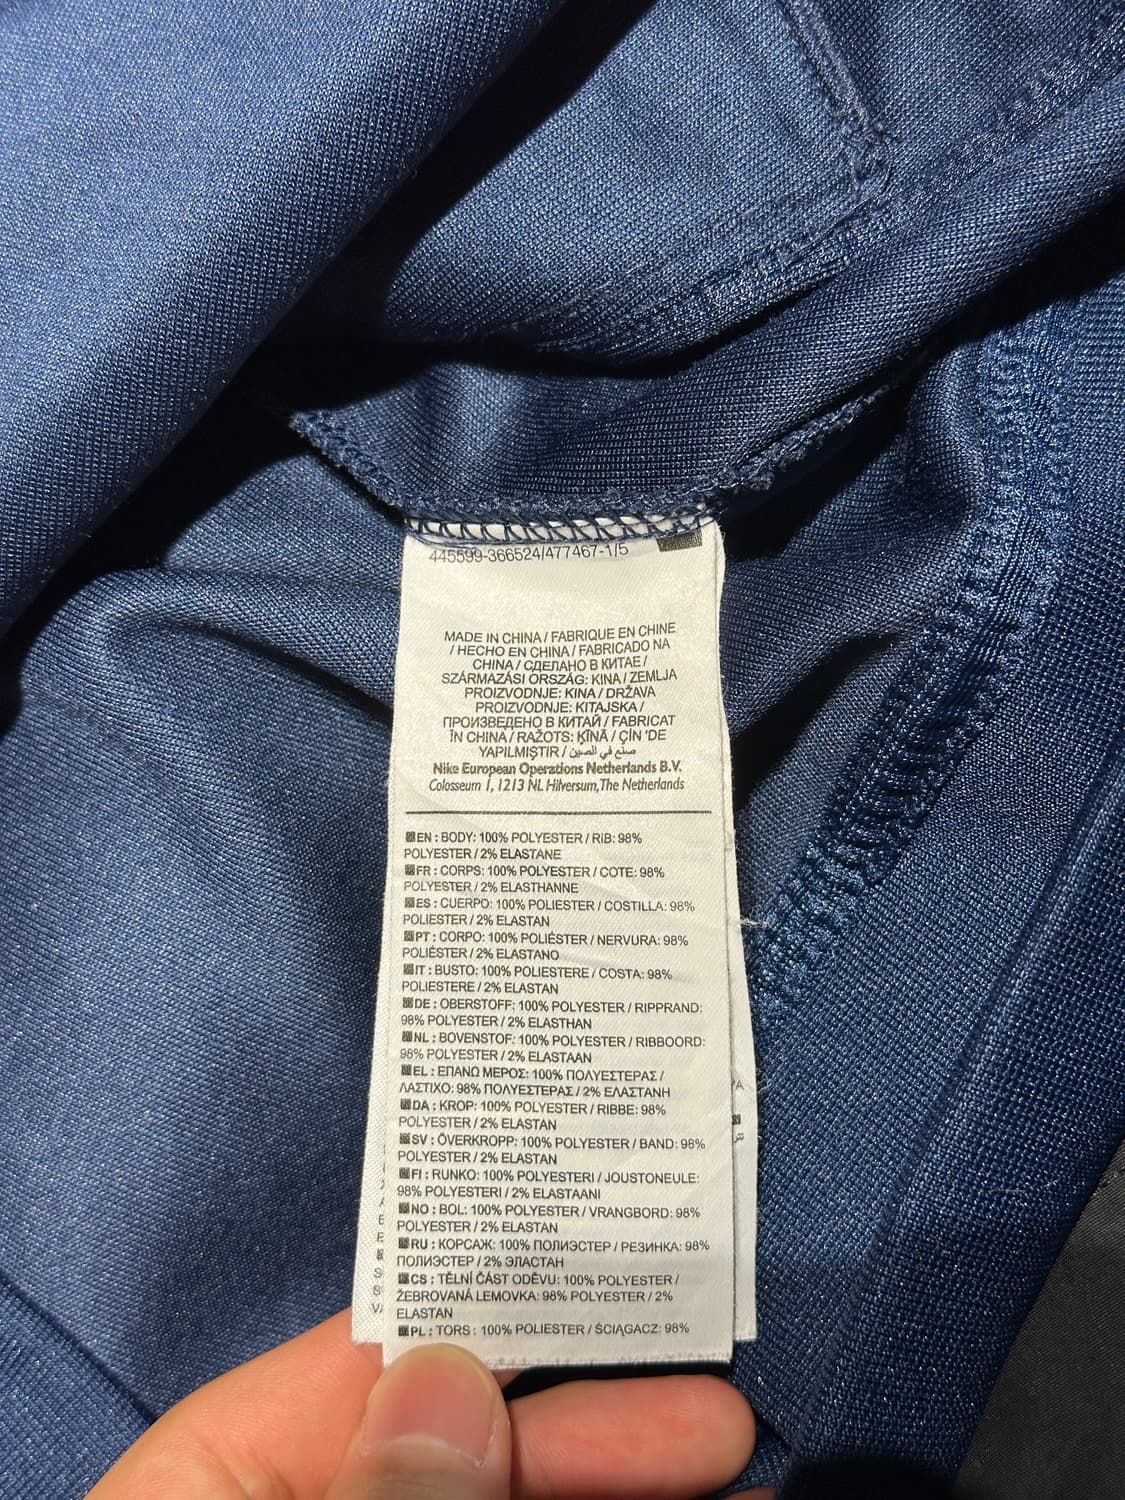 445599-366524/477467-1/5
MADE IN CHINA / FABRIQUE EN CHINE
/ HECHO EN CHINA / FABRICADO NA
CHINA / СДЕЛАНО В КИТАЕ /
SZÁRMAZÁSI ORSZÁG: KINA / ZEMLJA
PROIZVODNJE: KINA / DRŽAVA
PROIZVODNJE: KITAJSKA /
ПРОИЗВЕДЕНО В КИТАЙ / FABRICAT
ÎN CHINA / RAŽOTS: ĶĪNĀ / ÇİN 'DE
YAPILMIŞTIR / صنع في الصين
Nike European Operations Netherlands B.V.
Colosseum 1, 1213 NL Hilversum, The Netherlands
EN : BODY: 100% POLYESTER / RIB: 98%
POLYESTER / 2% ELASTANE
FR : CORPS: 100% POLYESTER / COTE: 98%
POLYESTER / 2% ELASTHANNE
ES : CUERPO: 100% POLIESTER / COSTILLA: 98%
POLIESTER / 2% ELASTAN
PT : CORPO: 100% POLIÉSTER / NERVURA: 98%
POLIÉSTER / 2% ELASTANO
IT : BUSTO: 100% POLIESTERE / COSTA: 98%
POLIESTERE / 2% ELASTAN
DE : OBERSTOFF: 100% POLYESTER / RIPPRAND:
98% POLYESTER / 2% ELASTHAN
NL : BOVENSTOF: 100% POLYESTER / RIBBOORD:
98% POLYESTER / 2% ELASTAAN
EL : ΕΠΑΝΩ ΜΕΡΟΣ: 100% ΠΟΛΥΕΣΤΕΡΑΣ /
ΛΑΣΤΙΧΟ: 98% ΠΟΛΥΕΣΤΕΡΑΣ / 2% ΕΛΑΣΤΑΝΗ
DA : KROP: 100% POLYESTER / RIBBE: 98%
POLYESTER / 2% ELASTAN
SV : ÖVERKROPP: 100% POLYESTER / BAND: 98%
POLYESTER / 2% ELASTAN
FI : RUNKO: 100% POLYESTERI / JOUSTONEULE:
98% POLYESTERI / 2% ELASTAANI
NO : BOL: 100% POLYESTER / VRANGBORD: 98%
POLYESTER / 2% ELASTAN
RU : КОРСАЖ: 100% ПОЛИЭСТЕР / РЕЗИНКА: 98%
ПОЛИЭСТЕР / 2% ЭЛАСТАН
CS : TĚLNÍ ČÁST ODĚVU: 100% POLYESTER /
ŽEBROVANÁ LEMOVKA: 98% POLYESTER / 2%
ELASTAN
PL : TORS : 100% POLIESTER / ŚCIĄGACZ: 98%